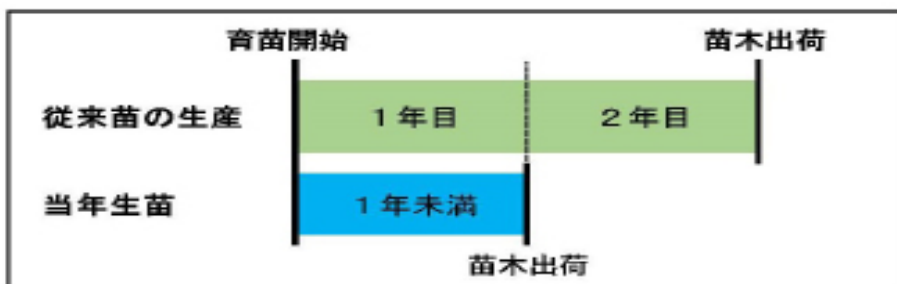 育苗開始
苗木出荷
従来苗の生産
1年目
2年目
当年生苗
1年未満
苗木出荷